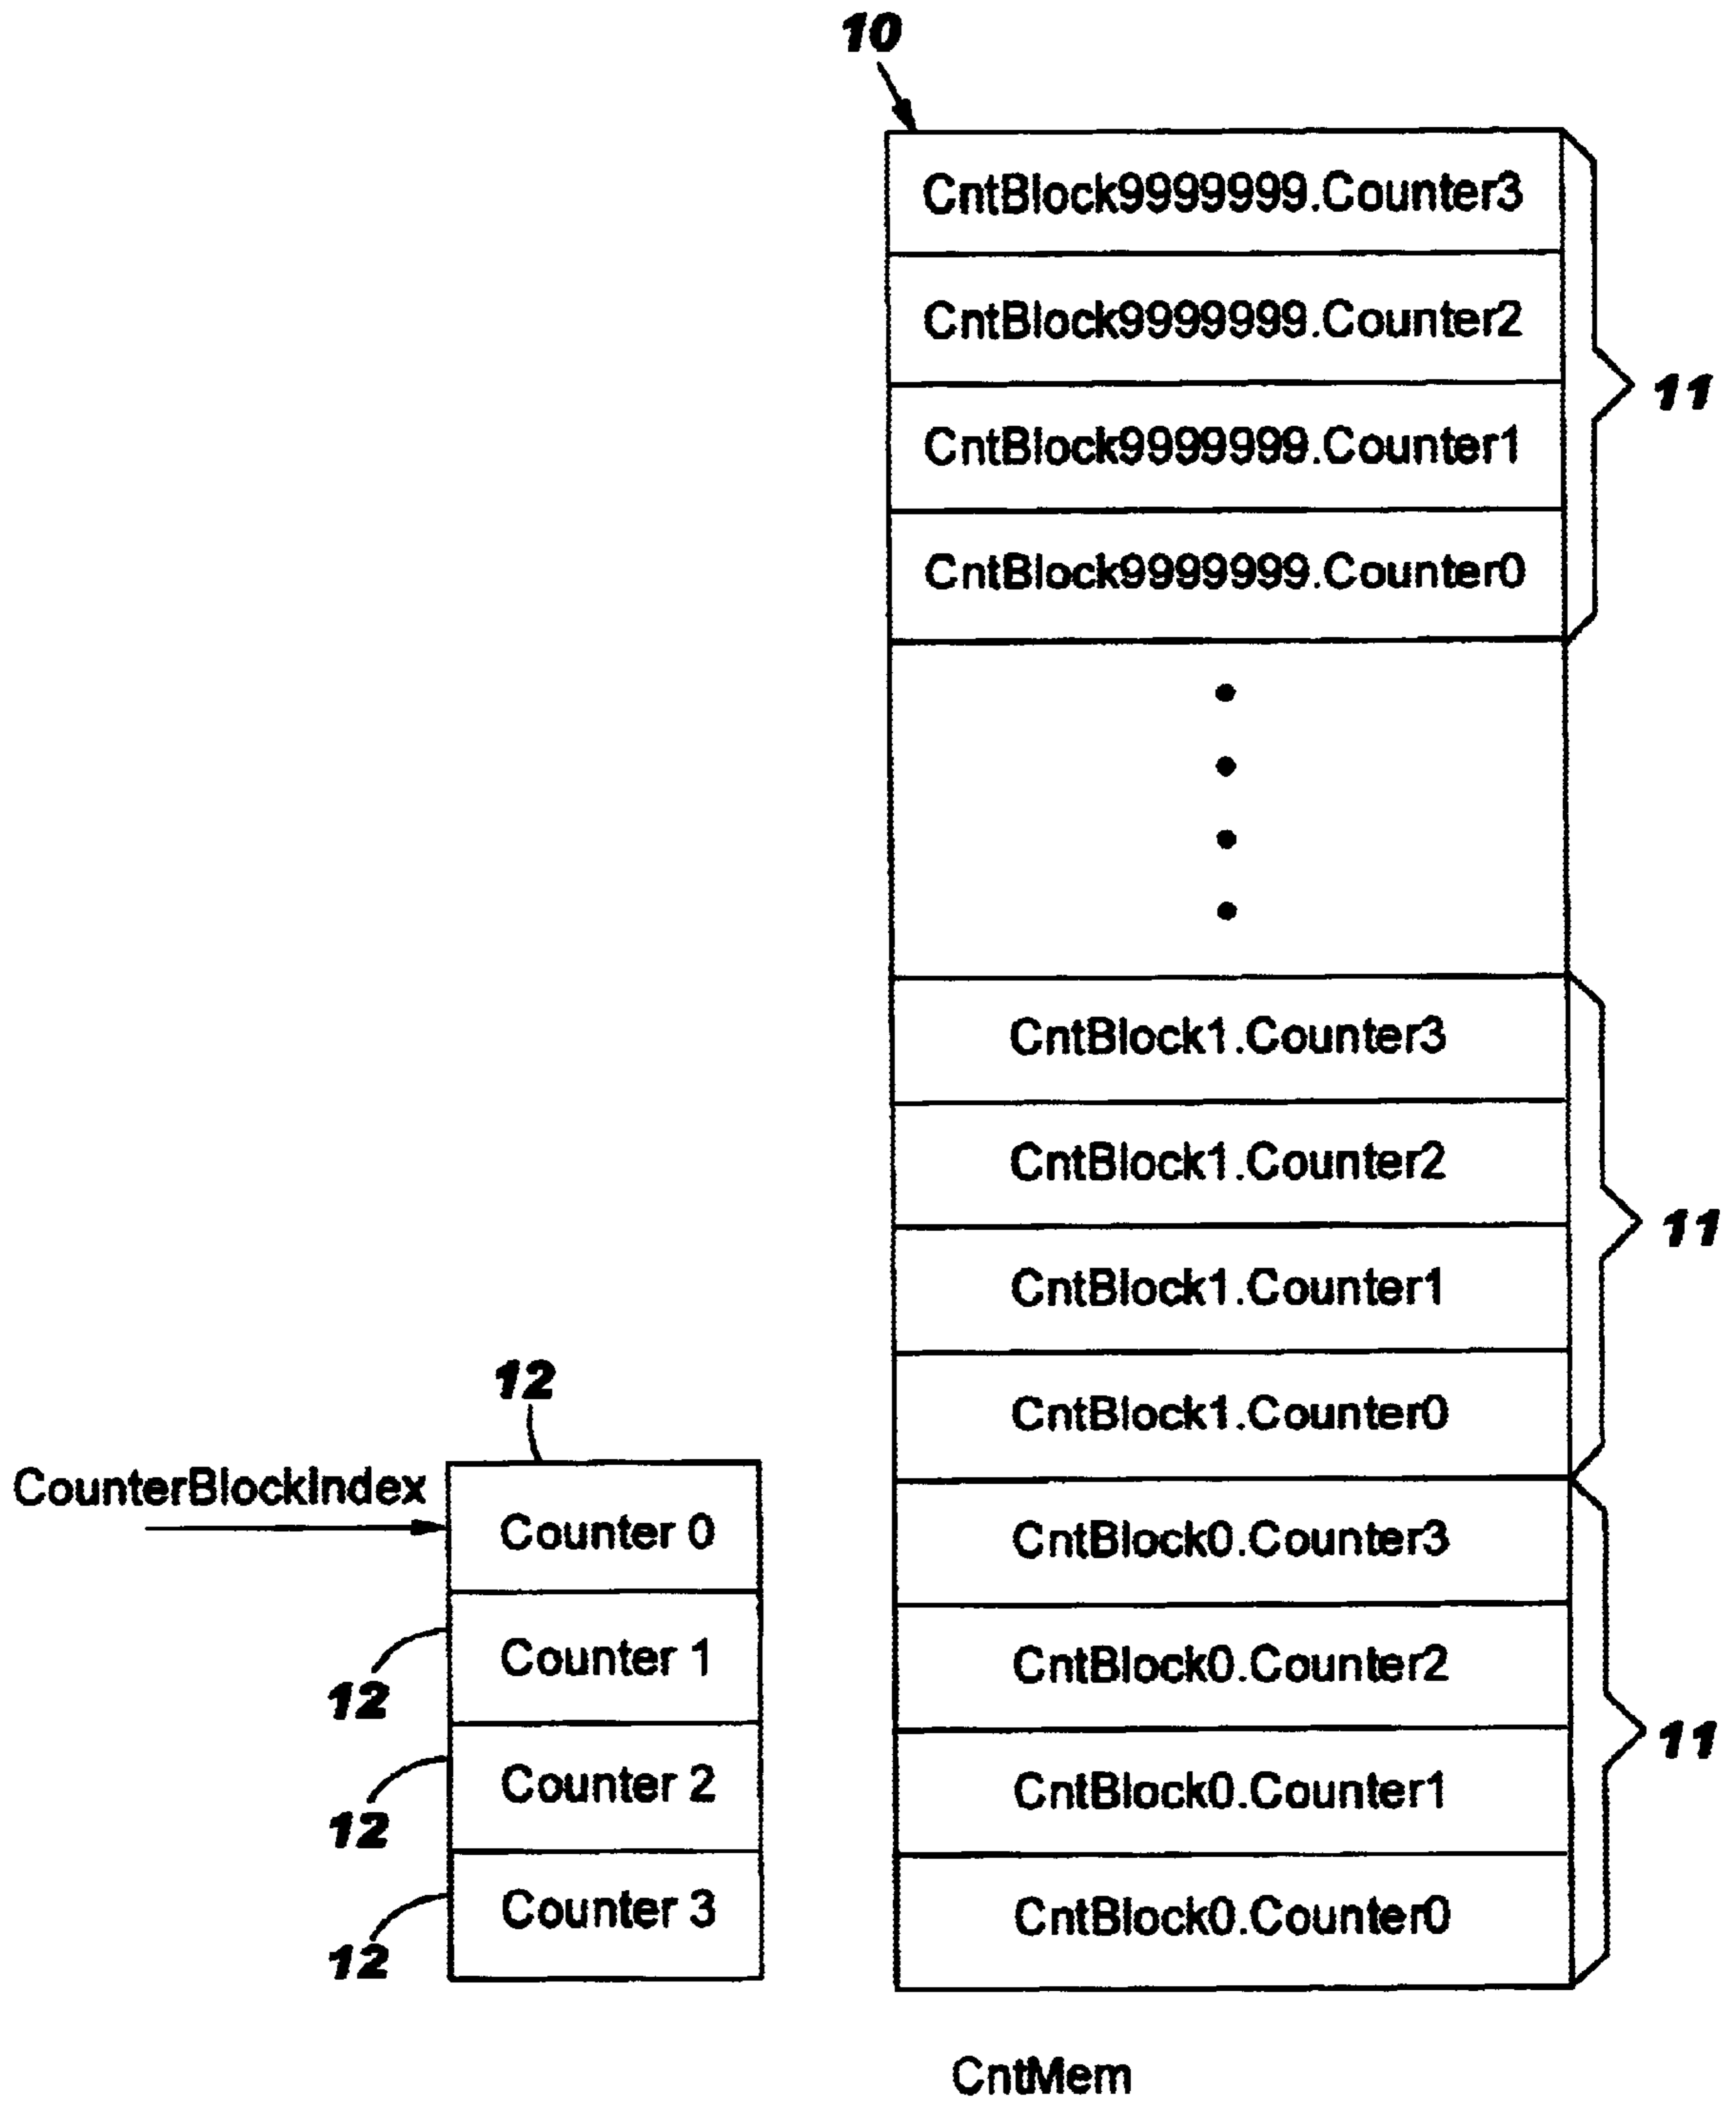 10
CntBlock9999999.Counter3
CntBlock9999999.Counter2
11
CntBlock9999999.Counter1
CntBlock9999999.Counter0
CntBlock1.Counter3
CntBlock1.Counter2
11
CntBlock1.Counter1
CntBlock1.Counter0
CntBlock0.Counter3
CntBlock0.Counter2
11
CntBlock0.Counter1
CntBlock0.Counter0
12
CounterBlockIndex
Counter 0
Counter 1
12
Counter 2
12
Counter 3
12
CntMem